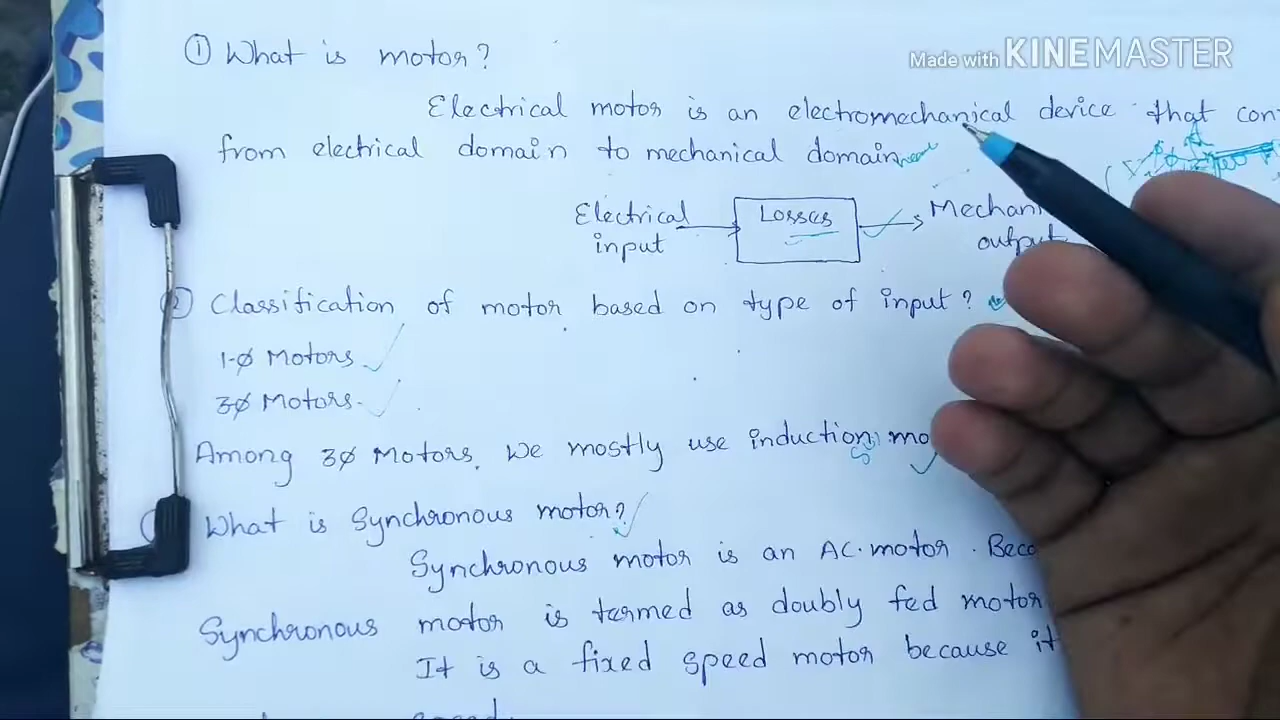 Made with KINEMASTER
① What is motor?
Electrical motor is an electromechanical device that con
from electrical domain to mechanical domain
Electrical input
Losses
Mechani
output
Classification of motor based on type of input?
1-ϕ Motors
3ϕ Motors.
Among 3ϕ Motors, we mostly use induction mo
What is Synchronous motor?
Synchronous motor is an AC motor. Beca
Synchronous motor is termed as doubly fed motor
It is a fixed speed motor because it
speed.